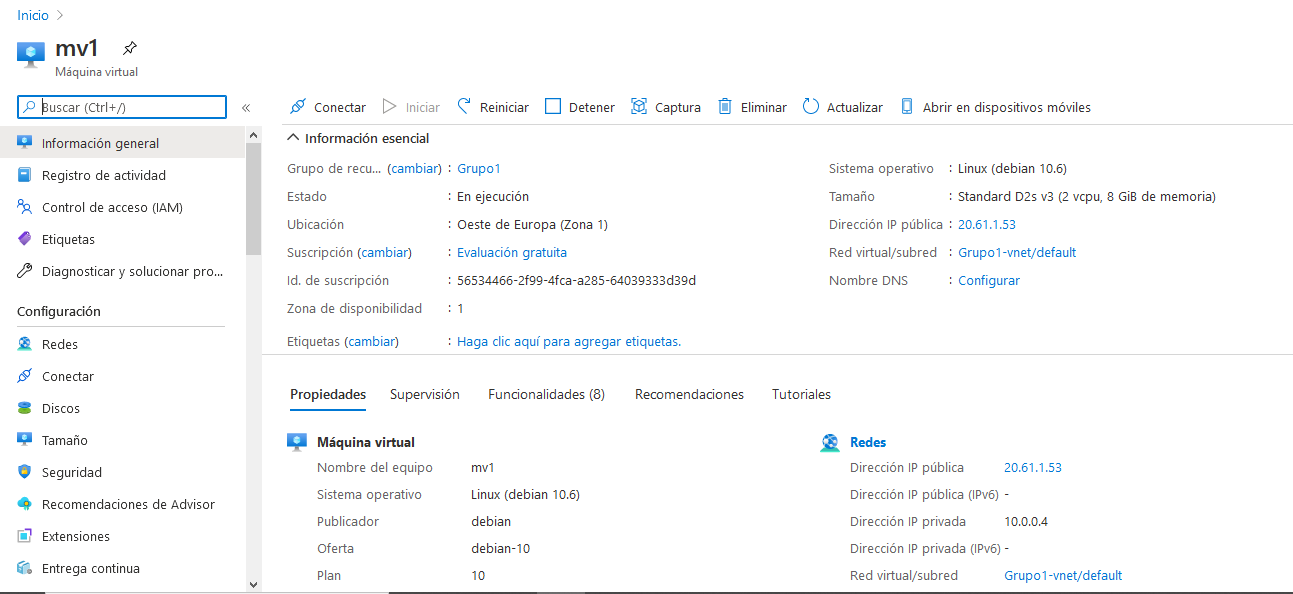 Inicio >
mv1
Máquina virtual
Buscar (Ctrl+/)
«
Conectar Iniciar Reiniciar Detener Captura Eliminar Actualizar Abrir en dispositivos móviles
Información general
Registro de actividad
Control de acceso (IAM)
Etiquetas
Diagnosticar y solucionar pro...
Configuración
Redes
Conectar
Discos
Tamaño
Seguridad
Recomendaciones de Advisor
Extensiones
Entrega continua
Información esencial
Grupo de recu... (cambiar) : Grupo1
Estado : En ejecución
Ubicación : Oeste de Europa (Zona 1)
Suscripción (cambiar) : Evaluación gratuita
Id. de suscripción : 56534466-2f99-4fca-a285-64039333d39d
Zona de disponibilidad : 1
Etiquetas (cambiar) : Haga clic aquí para agregar etiquetas.
Sistema operativo : Linux (debian 10.6)
Tamaño : Standard D2s v3 (2 vcpu, 8 GiB de memoria)
Dirección IP pública : 20.61.1.53
Red virtual/subred : Grupo1-vnet/default
Nombre DNS : Configurar
Propiedades Supervisión Funcionalidades (8) Recomendaciones Tutoriales
Máquina virtual
Nombre del equipo mv1
Sistema operativo Linux (debian 10.6)
Publicador debian
Oferta debian-10
Plan 10
Redes
Dirección IP pública 20.61.1.53
Dirección IP pública (IPv6) -
Dirección IP privada 10.0.0.4
Dirección IP privada (IPv6) -
Red virtual/subred Grupo1-vnet/default